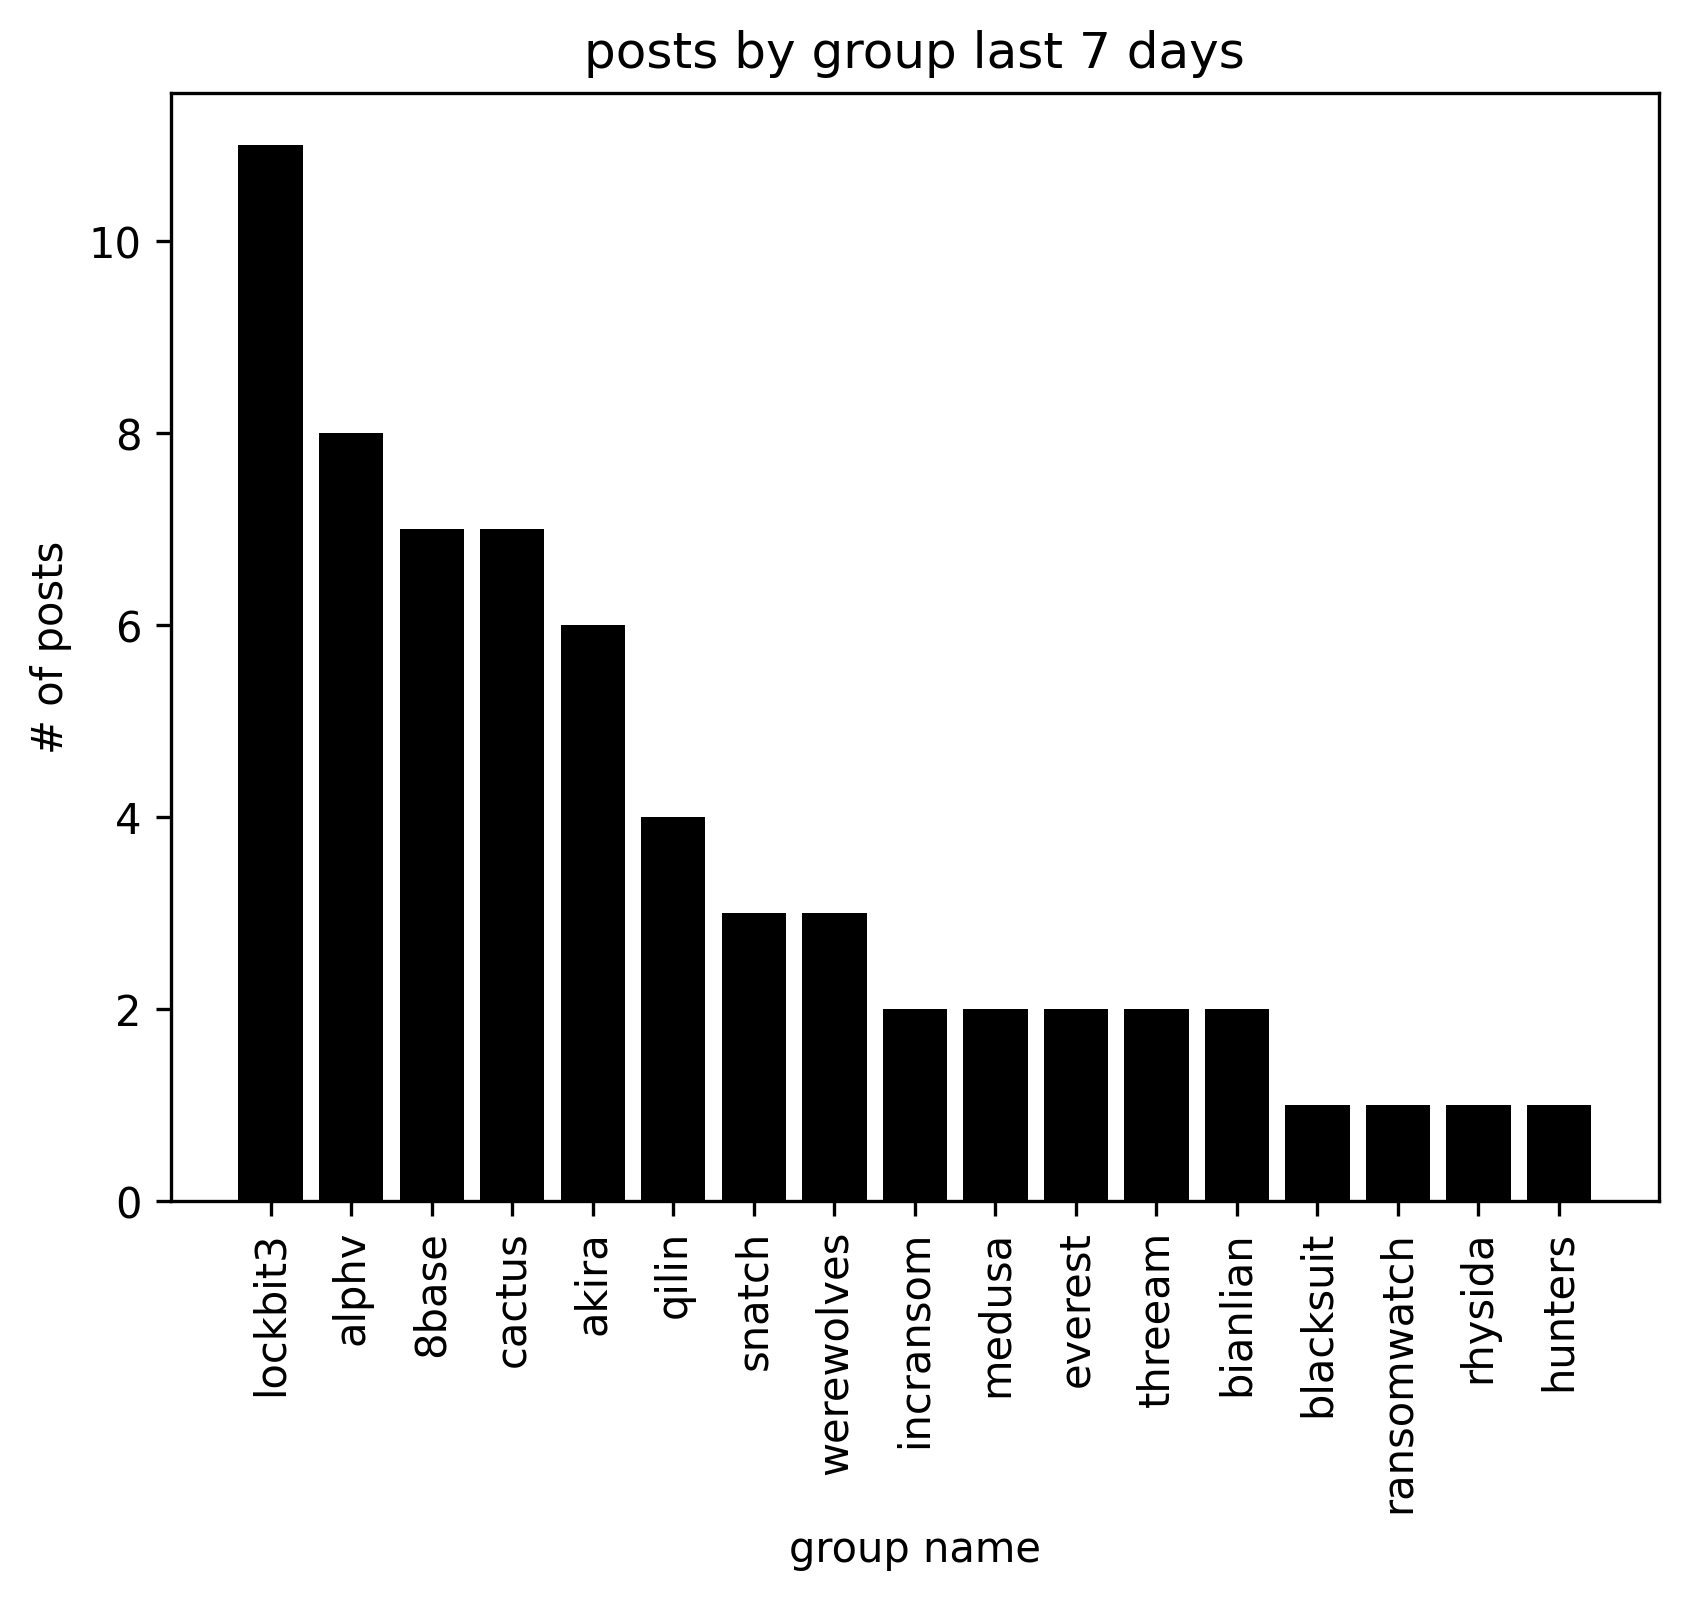 posts by group last 7 days
# of posts
10
8
6
4
2
0
lockbit3
alphv
8base
cactus
akira
qilin
snatch
werewolves
incransom
medusa
everest
threeam
bianlian
blacksuit
ransomwatch
rhysida
hunters
group name